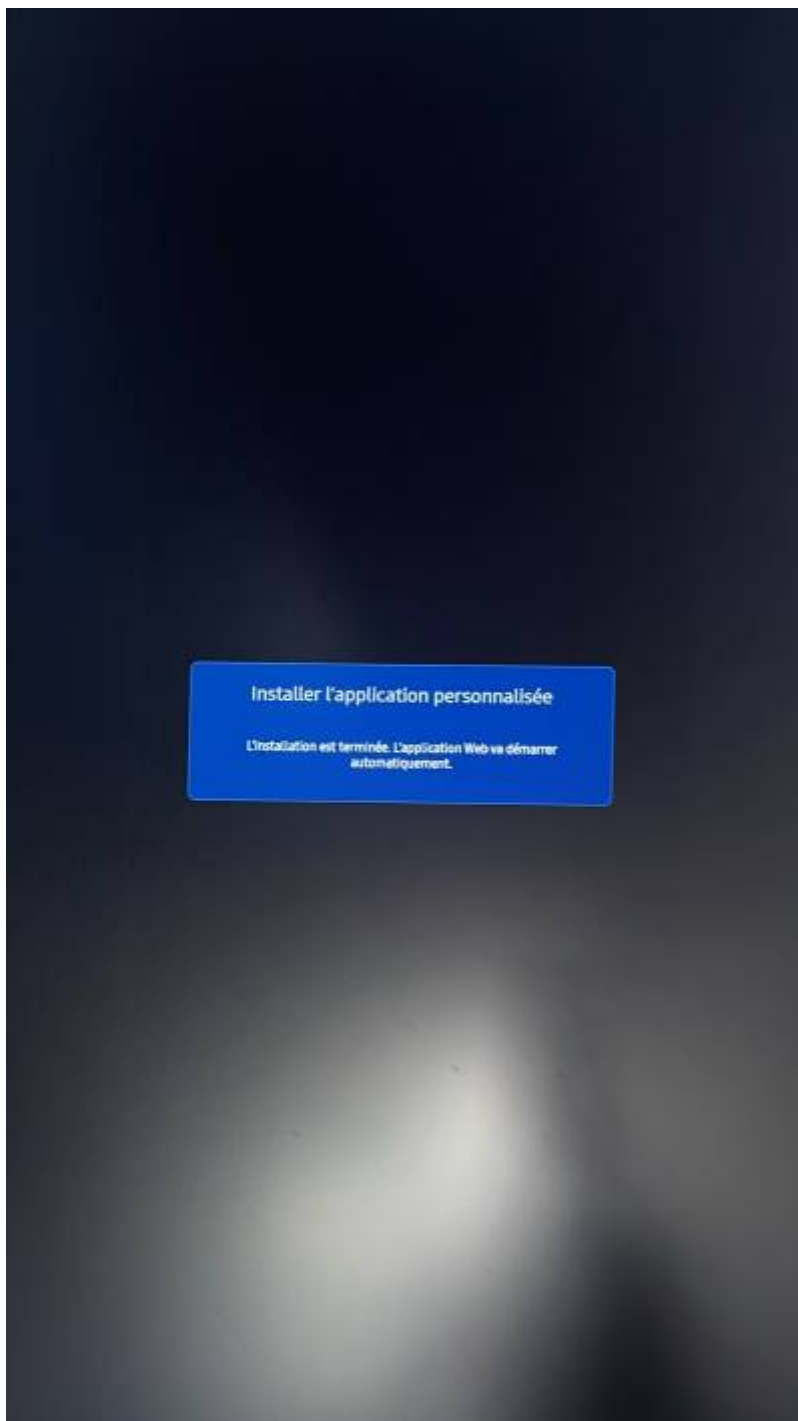 Installer l'application personnalisée
L'installation est terminée. L'application Web va démarrer
automatiquement.